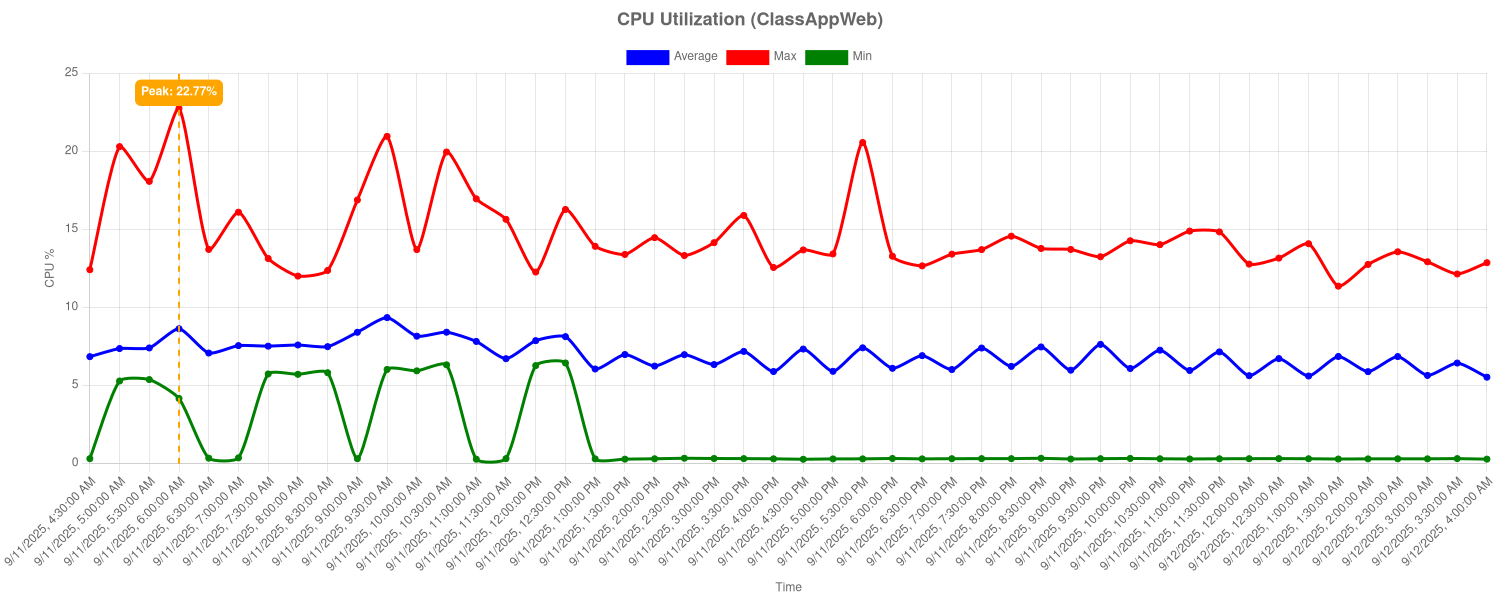 CPU Utilization (ClassAppWeb)
Average Max Min
Peak: 22.77%
CPU %
25
20
15
10
5
0
9/11/2025, 4:30:00 AM
9/11/2025, 5:00:00 AM
9/11/2025, 5:30:00 AM
9/11/2025, 6:00:00 AM
9/11/2025, 6:30:00 AM
9/11/2025, 7:00:00 AM
9/11/2025, 7:30:00 AM
9/11/2025, 8:00:00 AM
9/11/2025, 8:30:00 AM
9/11/2025, 9:00:00 AM
9/11/2025, 9:30:00 AM
9/11/2025, 10:00:00 AM
9/11/2025, 10:30:00 AM
9/11/2025, 11:00:00 AM
9/11/2025, 11:30:00 AM
9/11/2025, 12:00:00 PM
9/11/2025, 12:30:00 PM
9/11/2025, 1:00:00 PM
9/11/2025, 1:30:00 PM
9/11/2025, 2:00:00 PM
9/11/2025, 2:30:00 PM
9/11/2025, 3:00:00 PM
9/11/2025, 3:30:00 PM
9/11/2025, 4:00:00 PM
9/11/2025, 4:30:00 PM
9/11/2025, 5:00:00 PM
9/11/2025, 5:30:00 PM
9/11/2025, 6:00:00 PM
9/11/2025, 6:30:00 PM
9/11/2025, 7:00:00 PM
9/11/2025, 7:30:00 PM
9/11/2025, 8:00:00 PM
9/11/2025, 8:30:00 PM
9/11/2025, 9:00:00 PM
9/11/2025, 9:30:00 PM
9/11/2025, 10:00:00 PM
9/11/2025, 10:30:00 PM
9/11/2025, 11:00:00 PM
9/11/2025, 11:30:00 PM
9/12/2025, 12:00:00 AM
9/12/2025, 12:30:00 AM
9/12/2025, 1:00:00 AM
9/12/2025, 1:30:00 AM
9/12/2025, 2:00:00 AM
9/12/2025, 2:30:00 AM
9/12/2025, 3:00:00 AM
9/12/2025, 3:30:00 AM
9/12/2025, 4:00:00 AM
Time